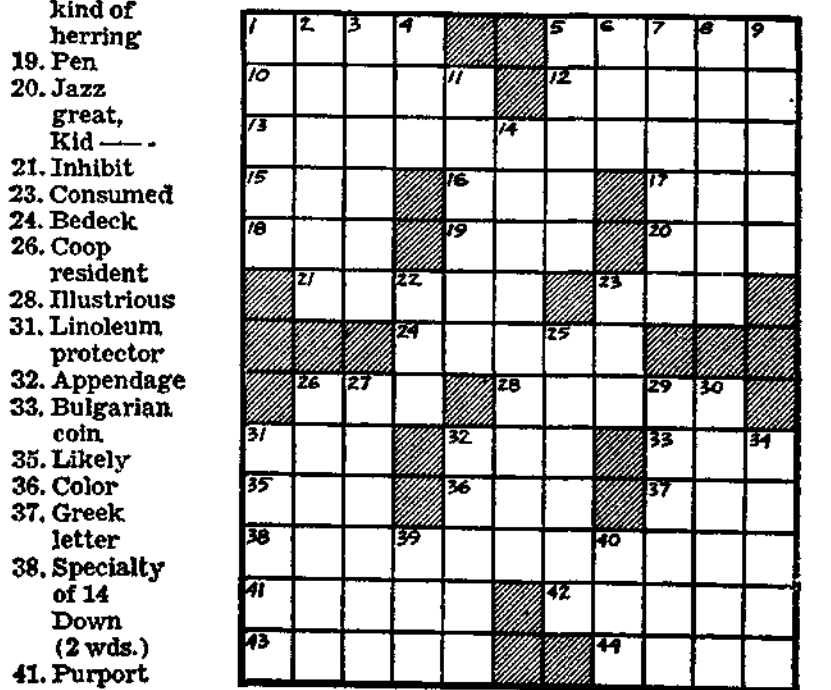 kind of
herring
19. Pen
20. Jazz
great,
Kid —-.
21. Inhibit
23. Consumed
24. Bedeck
26. Coop
resident
28. Illustrious
31. Linoleum
protector
32. Appendage
33. Bulgarian
coin
35. Likely
36. Color
37. Greek
letter
38. Specialty
of 14
Down
(2 wds.)
41. Purport
1 2 3 4 5 6 7 8 9
10 11 12
13 14
15 16 17
18 19 20
21 22 23
24 25
26 27 28 29 30
31 32 33 34
35 36 37
38 39 40
41 42
43 44